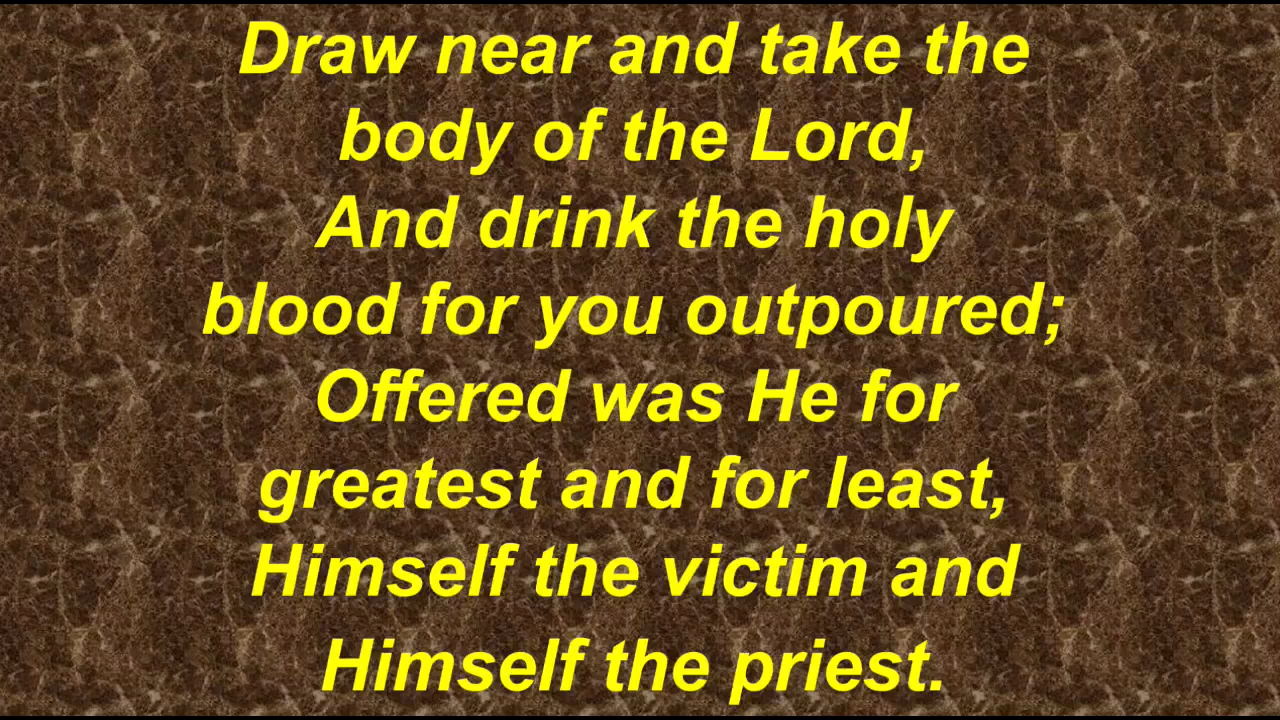 Draw near and take the
body of the Lord,
And drink the holy
blood for you outpoured;
Offered was He for
greatest and for least,
Himself the victim and
Himself the priest.